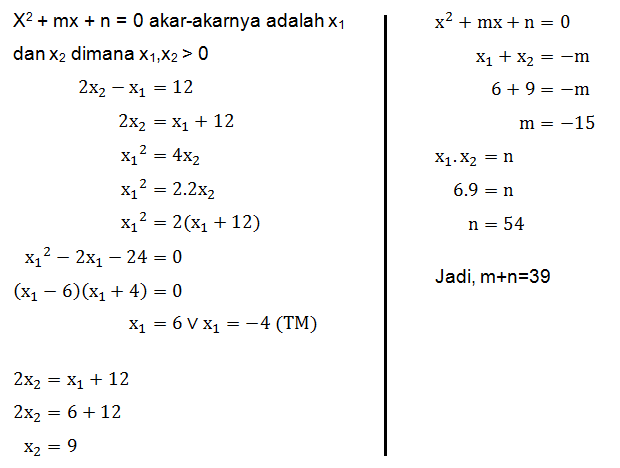 X² + mx + n = 0 akar-akarnya adalah x₁
dan x₂ dimana x₁,x₂ > 0
2x₂ − x₁ = 12
2x₂ = x₁ + 12
x₁² = 4x₂
x₁² = 2.2x₂
x₁² = 2(x₁ + 12)
x₁² − 2x₁ − 24 = 0
(x₁ − 6)(x₁ + 4) = 0
x₁ = 6 ∨ x₁ = −4 (TM)
2x₂ = x₁ + 12
2x₂ = 6 + 12
x₂ = 9
x² + mx + n = 0
x₁ + x₂ = −m
6 + 9 = −m
m = −15
x₁.x₂ = n
6.9 = n
n = 54
Jadi, m+n=39